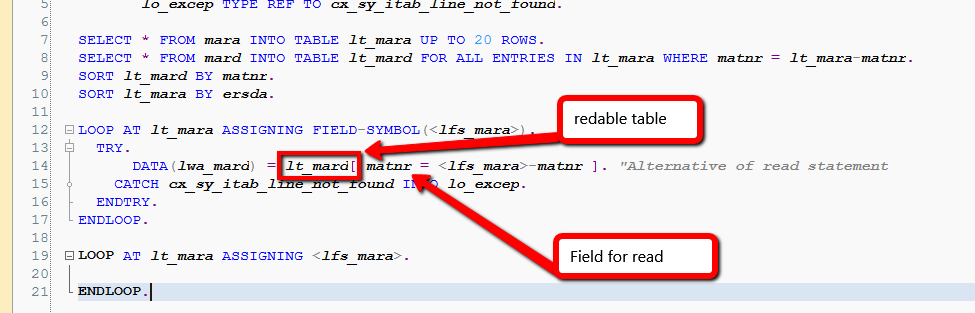 5 lo_excep TYPE REF TO cx_sy_itab_line_not_found.
6
7 SELECT * FROM mara INTO TABLE lt_mara UP TO 20 ROWS.
8 SELECT * FROM mard INTO TABLE lt_mard FOR ALL ENTRIES IN lt_mara WHERE matnr = lt_mara-matnr.
9 SORT lt_mard BY matnr.
10 SORT lt_mara BY ersda.
11
redable table
12 LOOP AT lt_mara ASSIGNING FIELD-SYMBOL(<lfs_mara>).
13 TRY.
14 DATA(lwa_mard) = lt_mard[ matnr = <lfs_mara>-matnr ]. "Alternative of read statement
15 CATCH cx_sy_itab_line_not_found INTO lo_excep.
16 ENDTRY.
17 ENDLOOP.
18
Field for read
19 LOOP AT lt_mara ASSIGNING <lfs_mara>.
20
21 ENDLOOP.